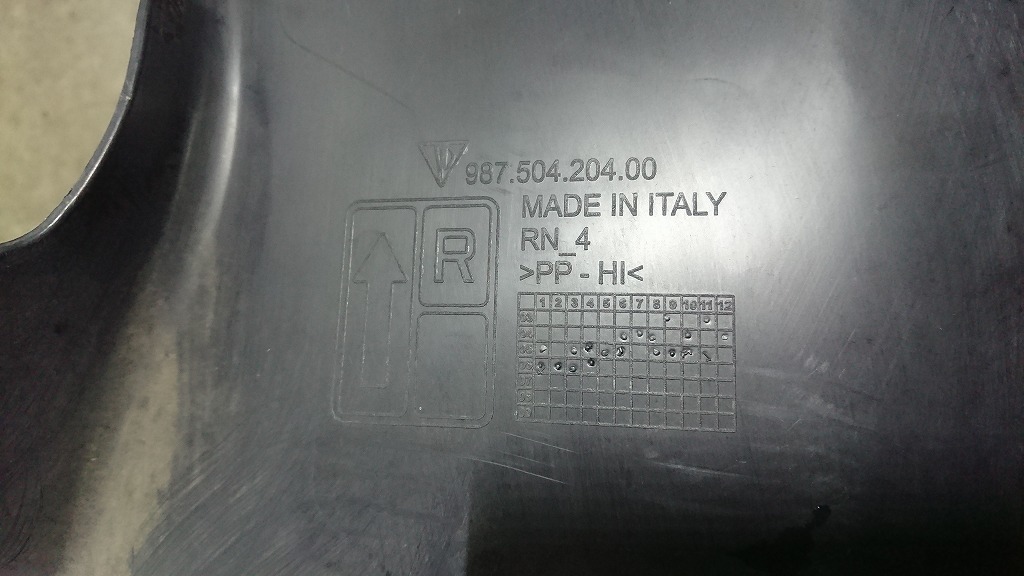 987.504.204.00
MADE IN ITALY
R
RN_4
>PP - HI<
1 2 3 4 5 6 7 8 9 10 11 12